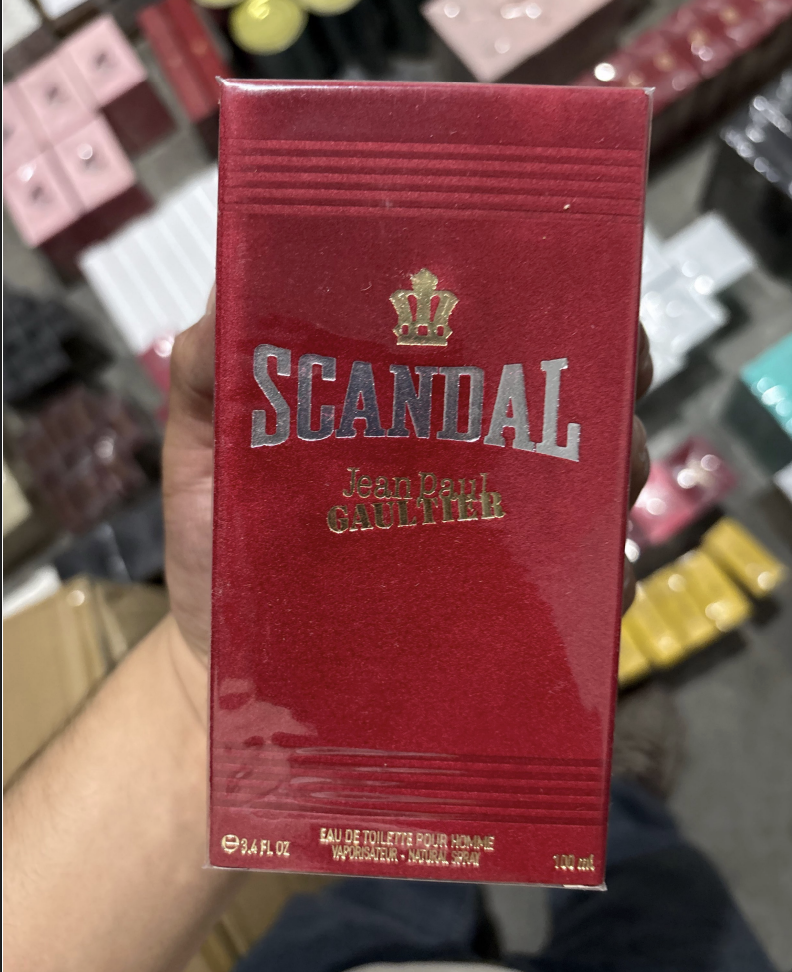 SCANDAL
Jean Paul
GAULTIER
EAU DE TOILETTE POUR HOMME
VAPORISATEUR - NATURAL SPRAY
3.4 FL OZ
100 ml